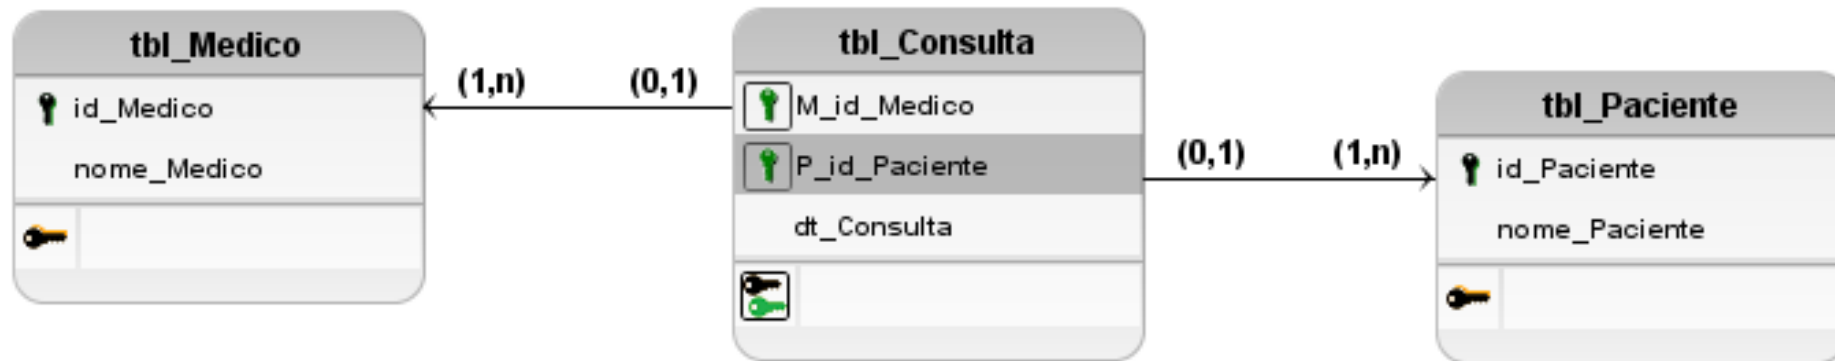 tbl_Medico
id_Medico
nome_Medico
(1,n)
(0,1)
tbl_Consulta
M_id_Medico
P_id_Paciente
dt_Consulta
(0,1)
(1,n)
tbl_Paciente
id_Paciente
nome_Paciente